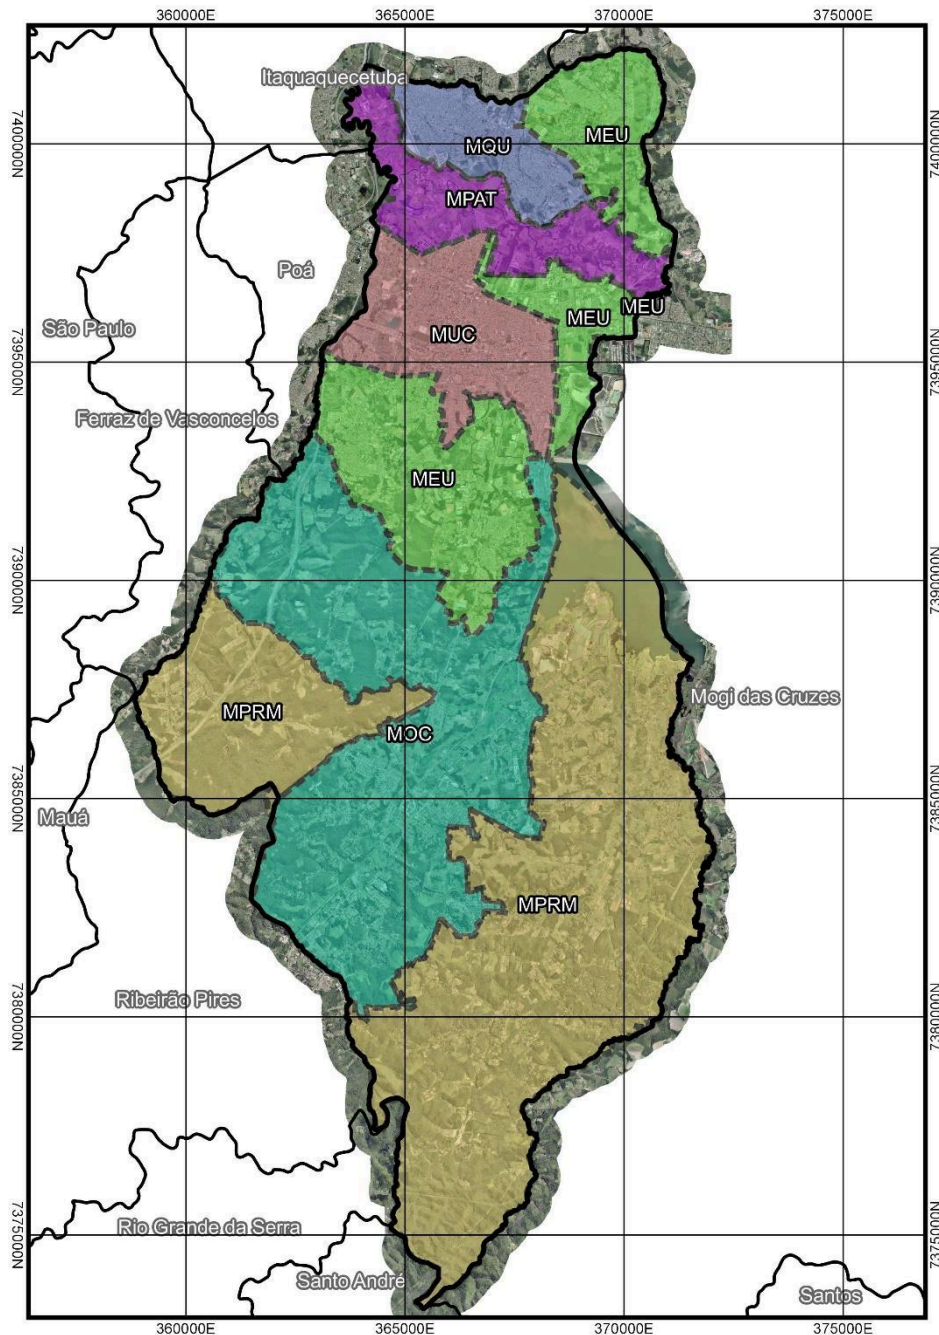 360000E
365000E
370000E
375000E
Itaquaquecetuba
7400000N
7400000N
MEU
MQU
MPAT
Poá
MEU
MEU
São Paulo
MUC
7395000N
7395000N
Ferraz de Vasconcelos
MEU
7390000N
7390000N
Mogi das Cruzes
MPRM
MOC
7385000N
7385000N
Mauá
MPRM
Ribeirão Pires
7380000N
7380000N
Rio Grande da Serra
7375000N
7375000N
Santo André
Santos
360000E
365000E
370000E
375000E